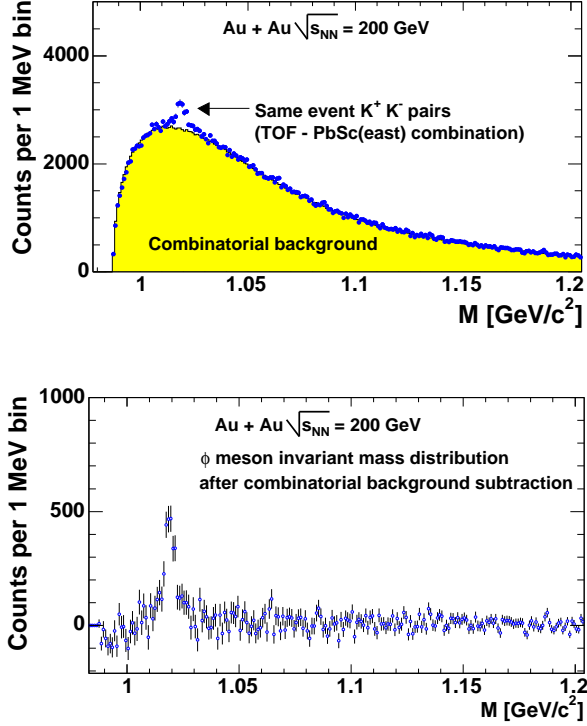 Au + Au √sNN = 200 GeV
Counts per 1 MeV bin
4000
2000
0
Same event K+ K- pairs
(TOF - PbSc(east) combination)
Combinatorial background
1 1.05 1.1 1.15 1.2
M [GeV/c2]
1000
Au + Au √sNN = 200 GeV
ϕ meson invariant mass distribution
after combinatorial background subtraction
Counts per 1 MeV bin
500
0
1 1.05 1.1 1.15 1.2
M [GeV/c2]